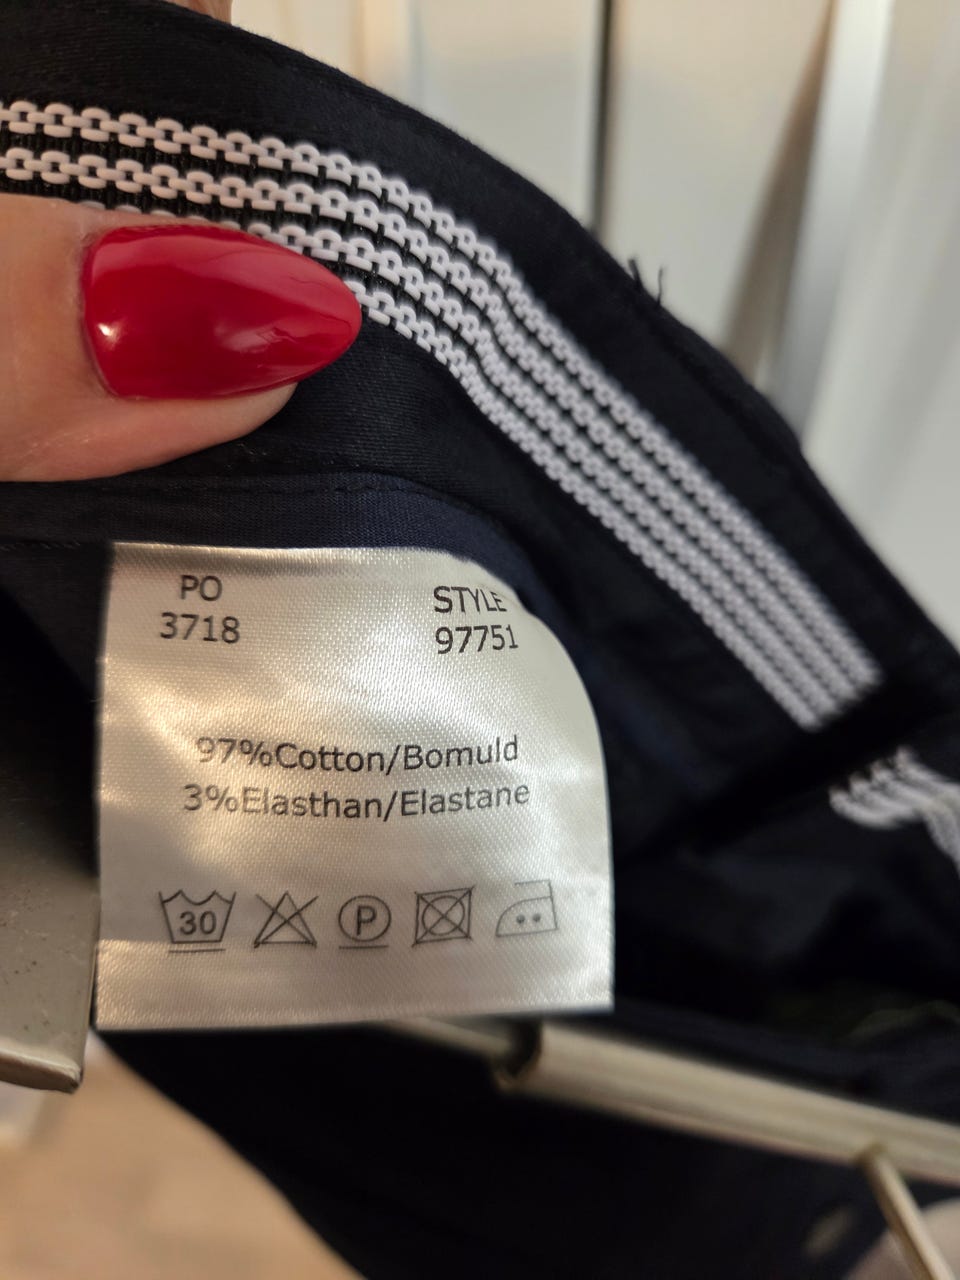 PO
3718
STYLE
97751
97%Cotton/Bomuld
3%Elasthan/Elastane
30
P